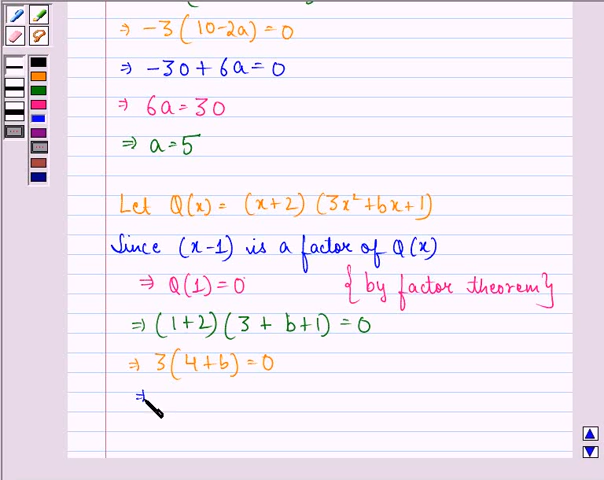 ⇒ -3(10-2a)=0
⇒ -30+6a=0
⇒ 6a=30
⇒ a=5
Let Q(x) = (x+2) (3x²+bx+1)
Since (x-1) is a factor of Q(x)
⇒ Q(1)=0 {by factor theorem}
⇒ (1+2)(3+b+1)=0
⇒ 3(4+b)=0
⇒